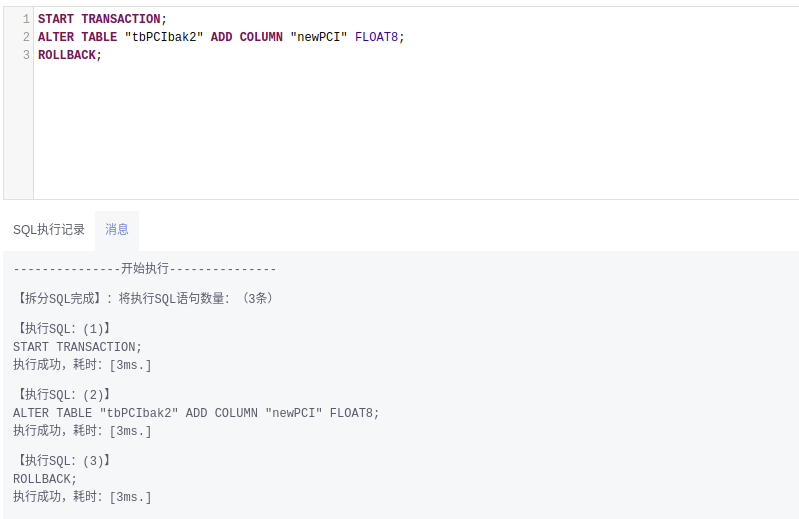 1 START TRANSACTION;
2 ALTER TABLE "tbPCIbak2" ADD COLUMN "newPCI" FLOAT8;
3 ROLLBACK;
SQL执行记录 消息
---------------开始执行---------------
【拆分SQL完成】：将执行SQL语句数量：（3条）
【执行SQL：(1)】
START TRANSACTION;
执行成功，耗时：[3ms.]
【执行SQL：(2)】
ALTER TABLE "tbPCIbak2" ADD COLUMN "newPCI" FLOAT8;
执行成功，耗时：[3ms.]
【执行SQL：(3)】
ROLLBACK;
执行成功，耗时：[3ms.]